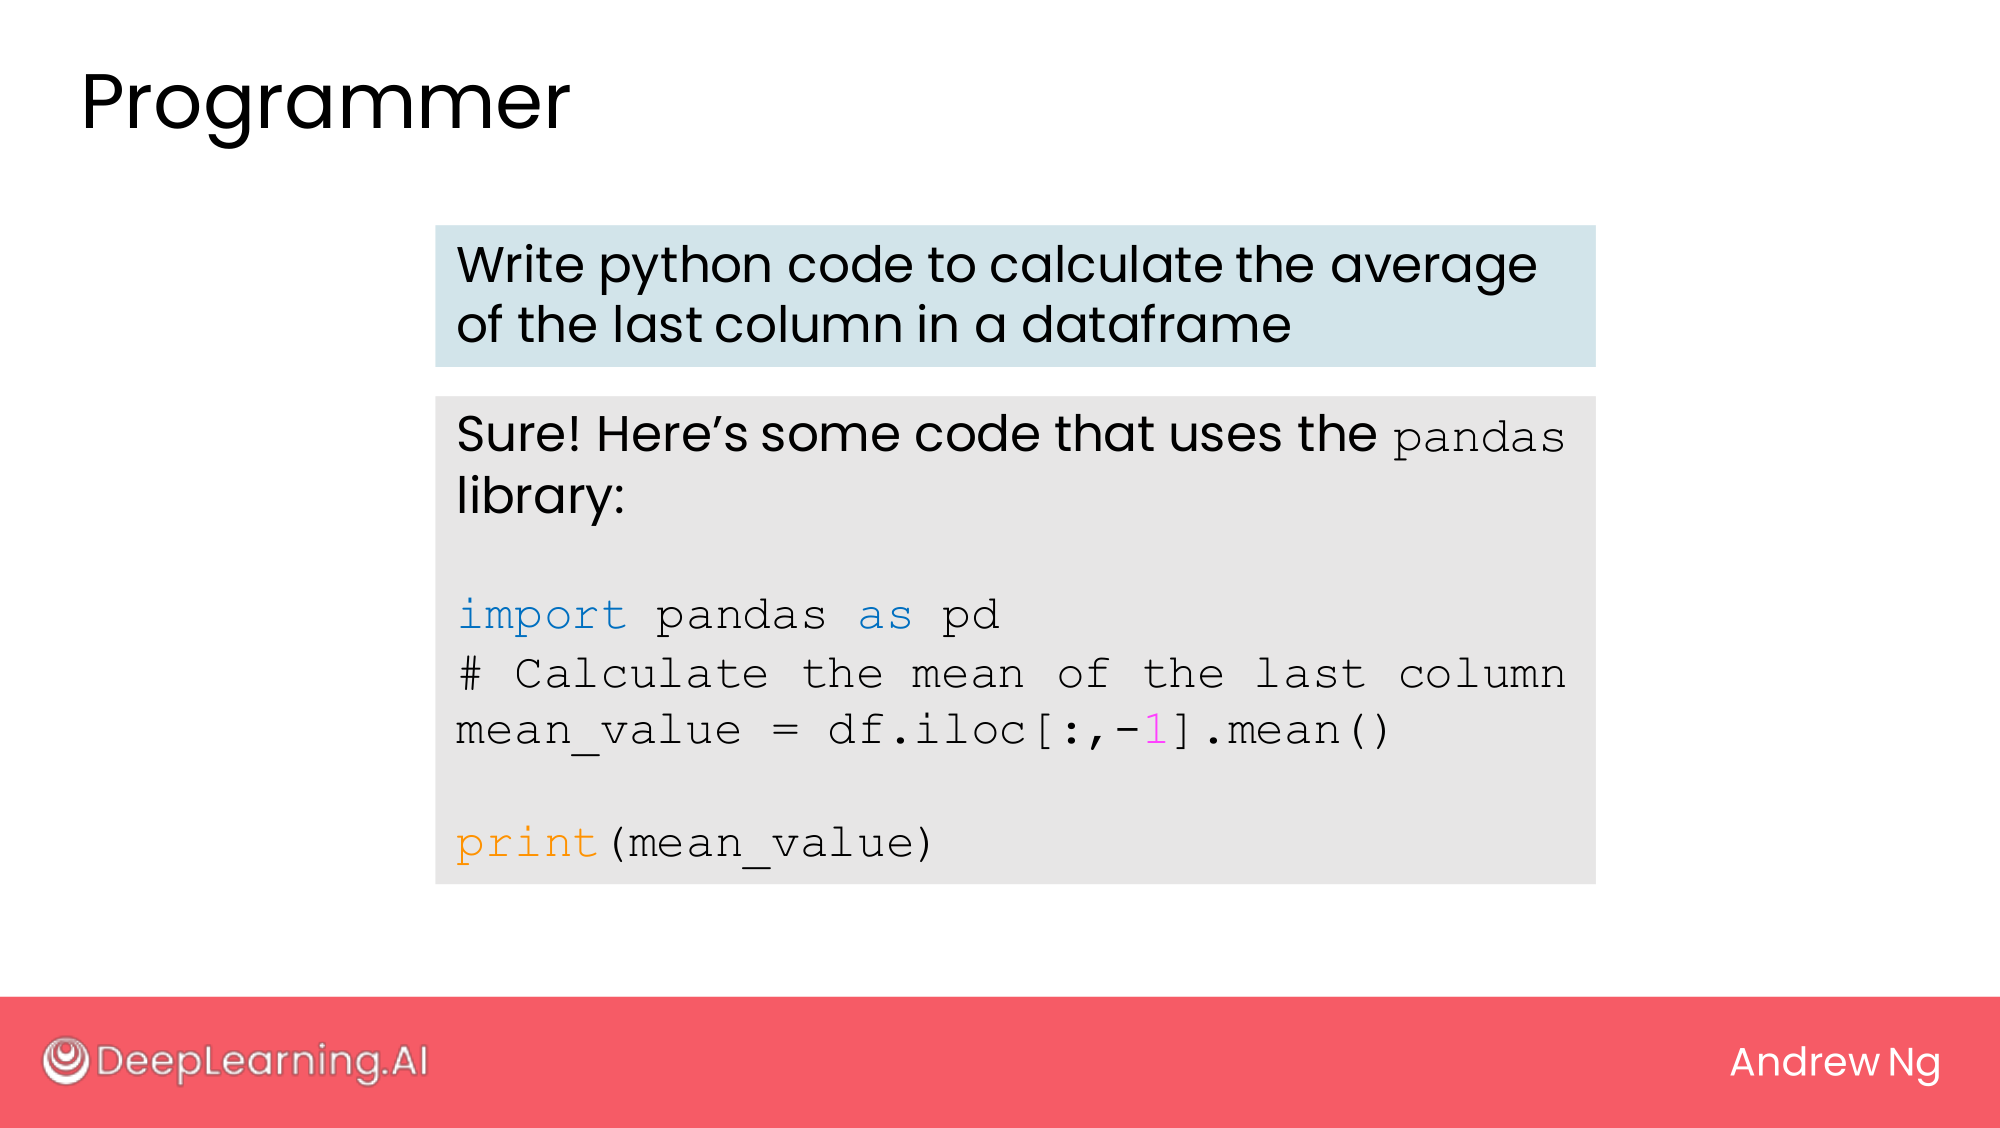 Programmer
Write python code to calculate the average
of the last column in a dataframe
Sure! Here’s some code that uses the pandas
library:
import pandas as pd
# Calculate the mean of the last column
mean_value = df.iloc[:,-1].mean()
print(mean_value)
DeepLearning.AI
Andrew Ng